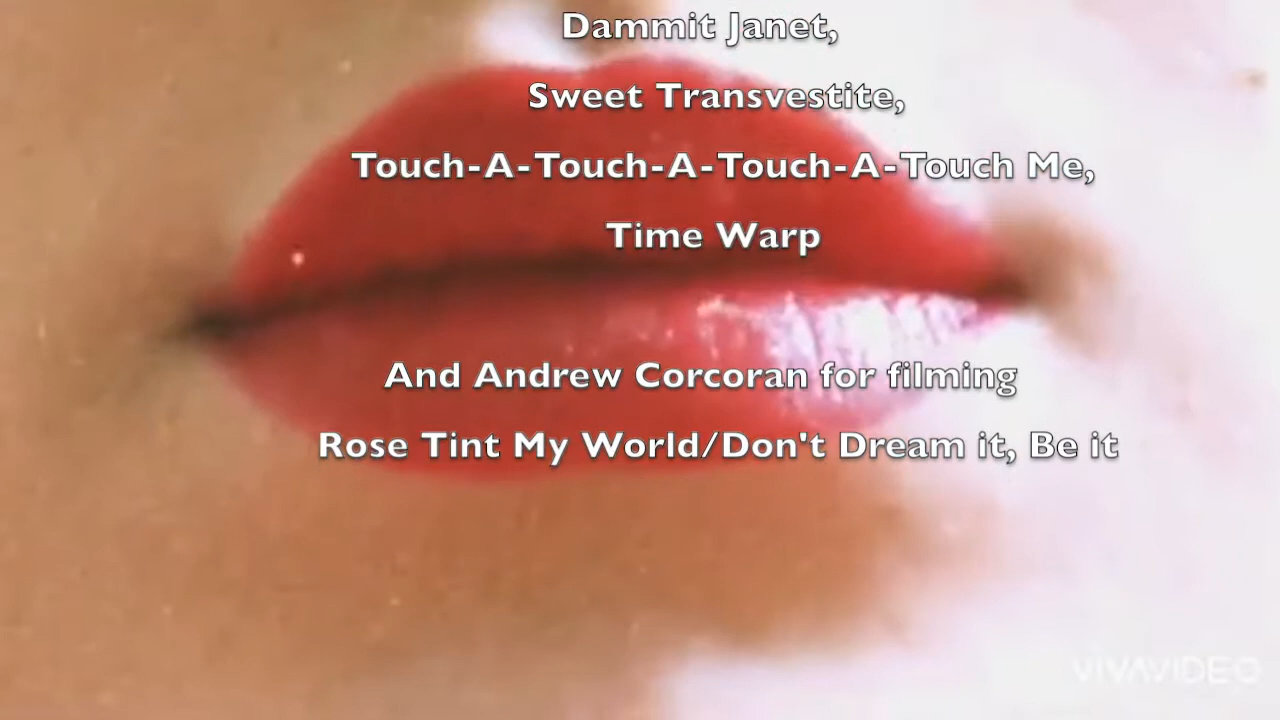 Dammit Janet,
Sweet Transvestite,
Touch-A-Touch-A-Touch-A-Touch Me,
Time Warp
And Andrew Corcoran for filming
Rose Tint My World/Don't Dream it, Be it
VIVAVIDEO